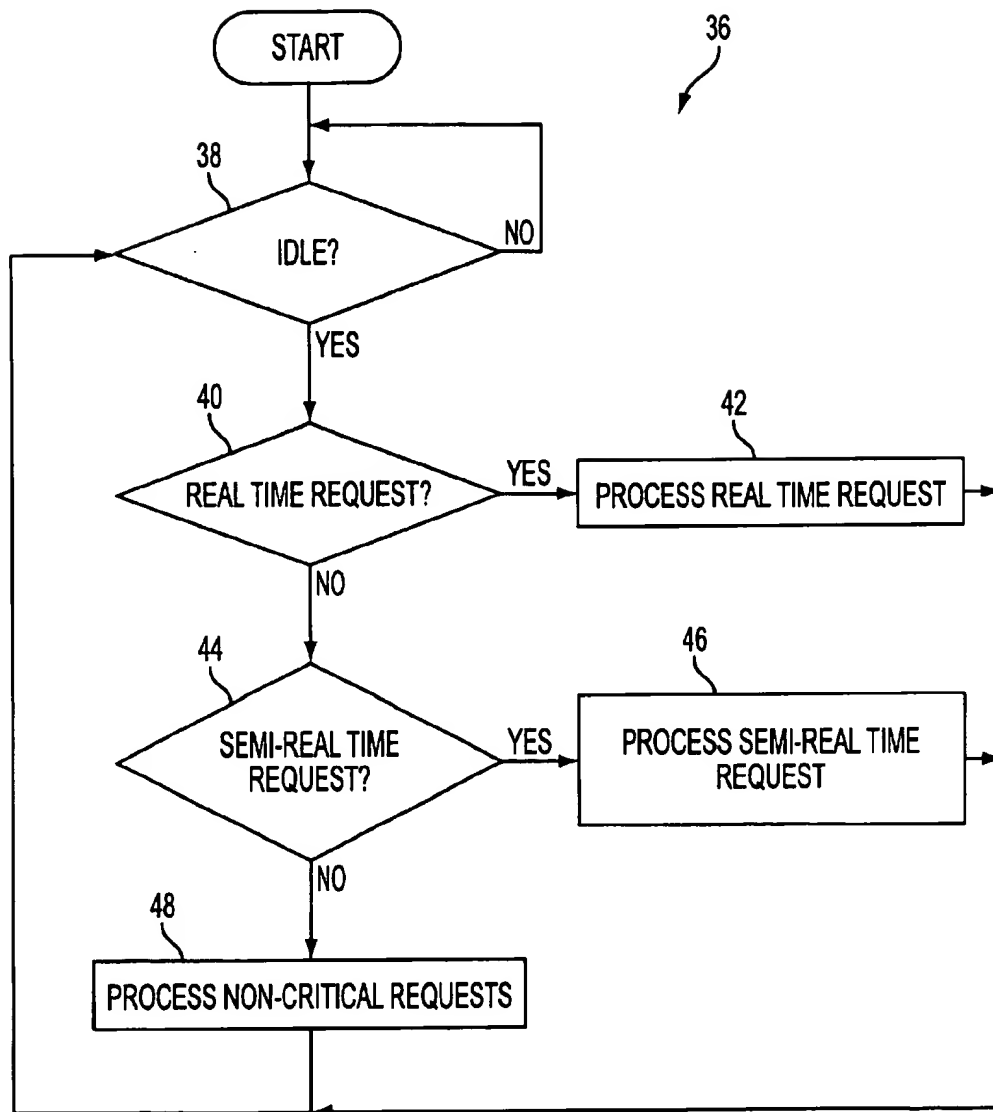 START
36
38
IDLE?
NO
YES
40
REAL TIME REQUEST?
YES
42
PROCESS REAL TIME REQUEST
NO
44
SEMI-REAL TIME
REQUEST?
YES
46
PROCESS SEMI-REAL TIME
REQUEST
NO
48
PROCESS NON-CRITICAL REQUESTS